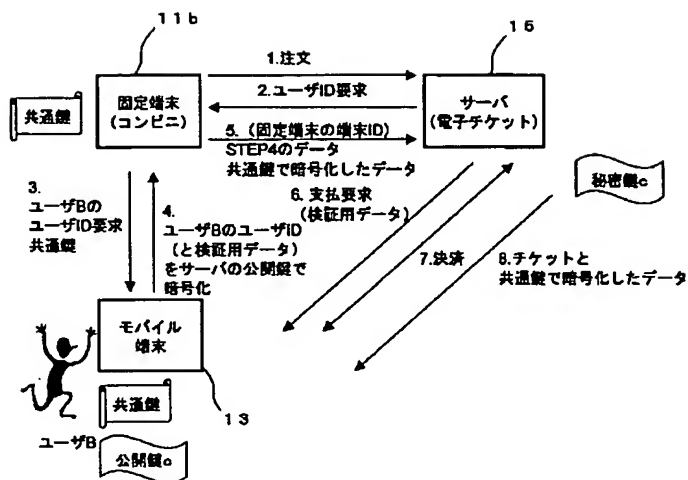 11b
15
1.注文
2.ユーザID要求
固定端末
(コンビニ)
サーバ
(電子チケット)
共通鍵
5. (固定端末の端末ID)
STEP4のデータ
共通鍵で暗号化したデータ
秘密鍵c
3.
ユーザBの
ユーザID要求
共通鍵
4.
ユーザBのユーザID
(と検証用データ)
をサーバの公開鍵で
暗号化
6. 支払要求
(検証用データ)
7.決済
8.チケットと
共通鍵で暗号化したデータ
モバイル
端末
13
共通鍵
ユーザB
公開鍵c